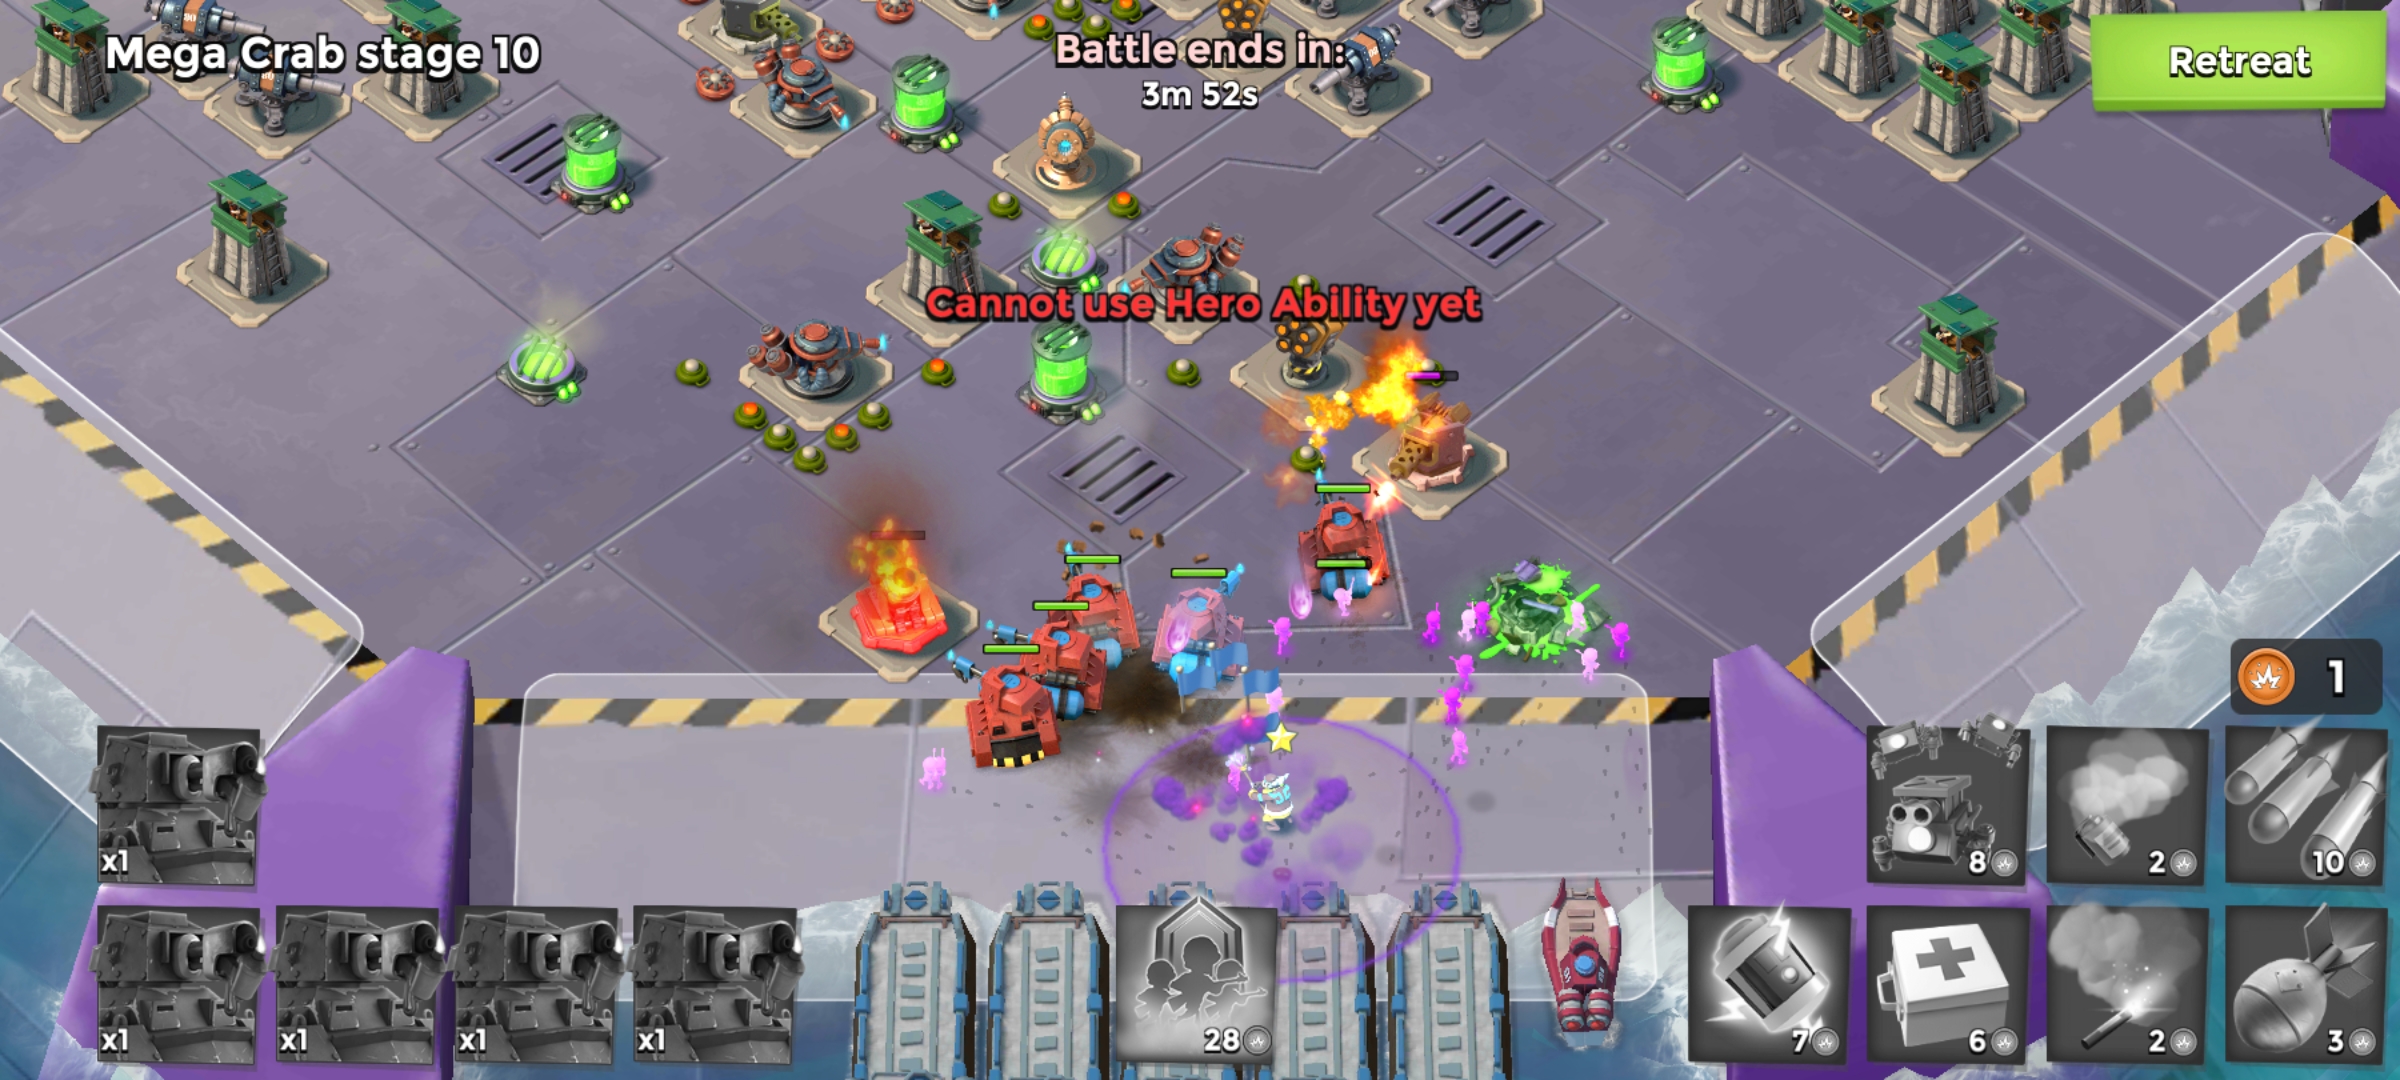 Mega Crab stage 10
Battle ends in:
3m 52s
Retreat
Cannot use Hero Ability yet
1
x1
8
2
10
x1
x1
x1
x1
28
7
6
2
3